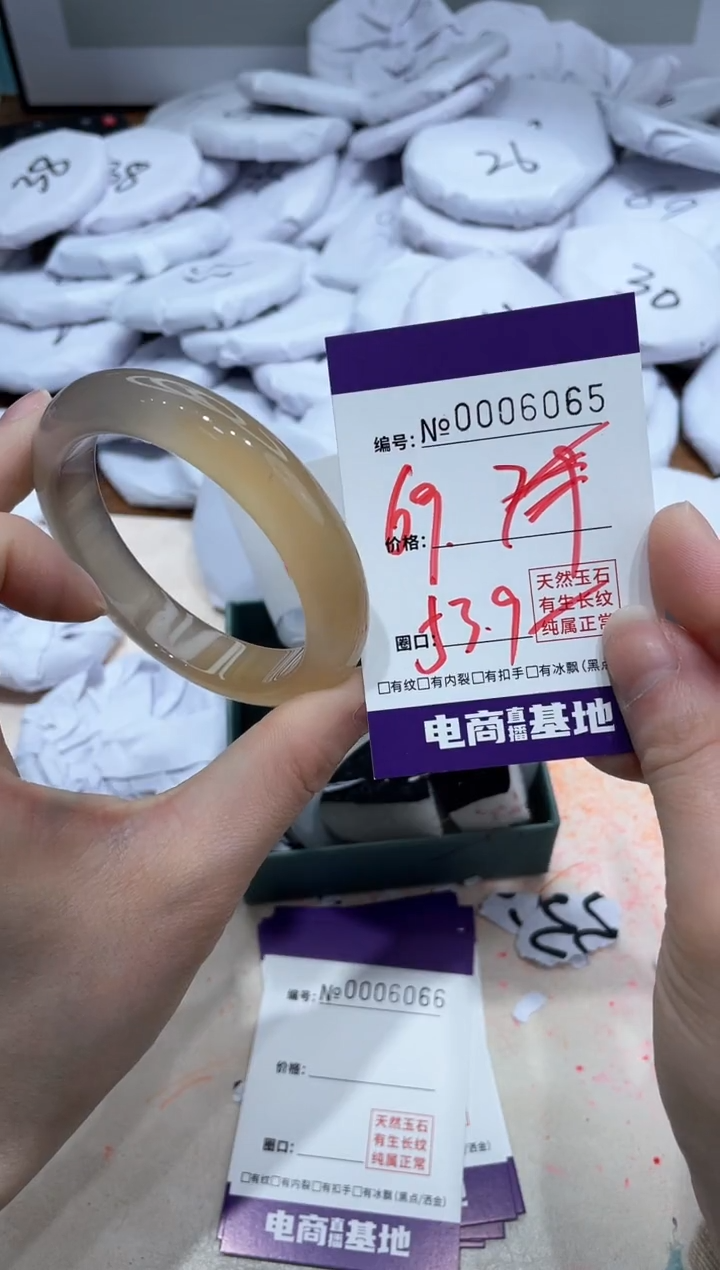 38
38
26
30
编号: №0006065
价格: 69.
圈口: 53.9
天然玉石
有生长纹
纯属正常
□有纹□有内裂□有扣手□有冰飘(黑点
电商直播基地
编号: №0006066
价格:
圈口:
天然玉石
有生长纹
纯属正常
□有纹□有内裂□有扣手□有冰飘(黑点/洒金)
电商直播基地
洒金)